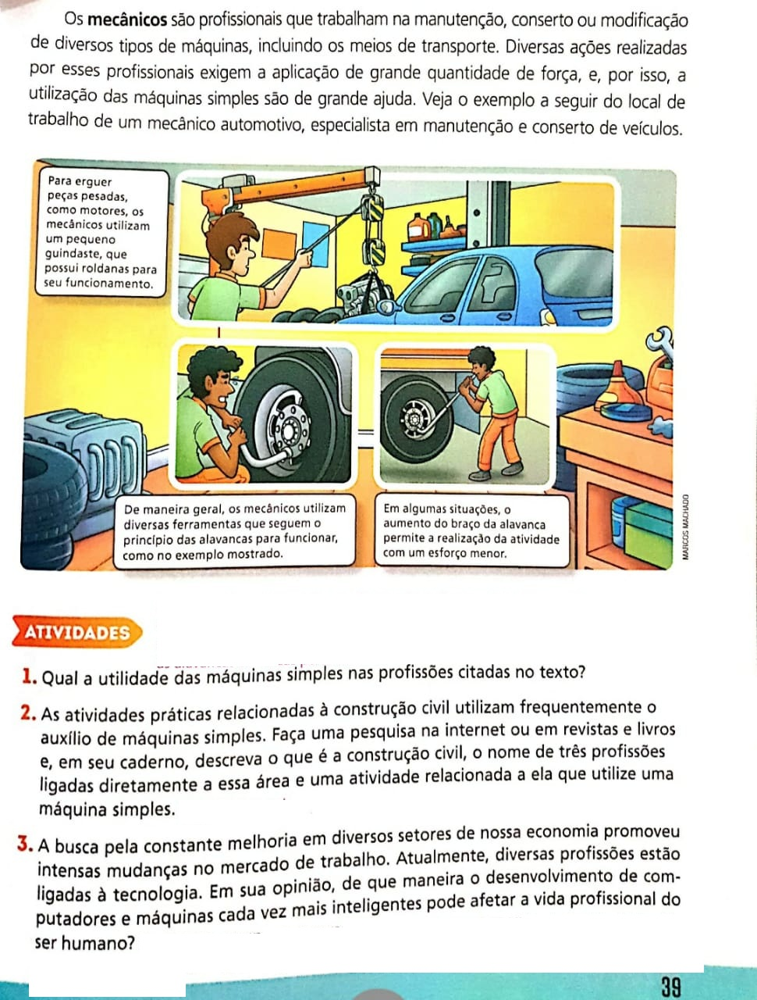 Os mecânicos são profissionais que trabalham na manutenção, conserto ou modificação
de diversos tipos de máquinas, incluindo os meios de transporte. Diversas ações realizadas
por esses profissionais exigem a aplicação de grande quantidade de força, e, por isso, a
utilização das máquinas simples são de grande ajuda. Veja o exemplo a seguir do local de
trabalho de um mecânico automotivo, especialista em manutenção e conserto de veículos.
Para erguer
peças pesadas,
como motores, os
mecânicos utilizam
um pequeno
guindaste, que
possui roldanas para
seu funcionamento.
De maneira geral, os mecânicos utilizam
diversas ferramentas que seguem o
princípio das alavancas para funcionar,
como no exemplo mostrado.
Em algumas situações, o
aumento do braço da alavanca
permite a realização da atividade
com um esforço menor.
MARCOS MACHADO
ATIVIDADES
1. Qual a utilidade das máquinas simples nas profissões citadas no texto?
2. As atividades práticas relacionadas à construção civil utilizam frequentemente o
auxílio de máquinas simples. Faça uma pesquisa na internet ou em revistas e livros
e, em seu caderno, descreva o que é a construção civil, o nome de três profissões
ligadas diretamente a essa área e uma atividade relacionada a ela que utilize uma
máquina simples.
3. A busca pela constante melhoria em diversos setores de nossa economia promoveu
intensas mudanças no mercado de trabalho. Atualmente, diversas profissões estão
ligadas à tecnologia. Em sua opinião, de que maneira o desenvolvimento de com-
putadores e máquinas cada vez mais inteligentes pode afetar a vida profissional do
ser humano?
39